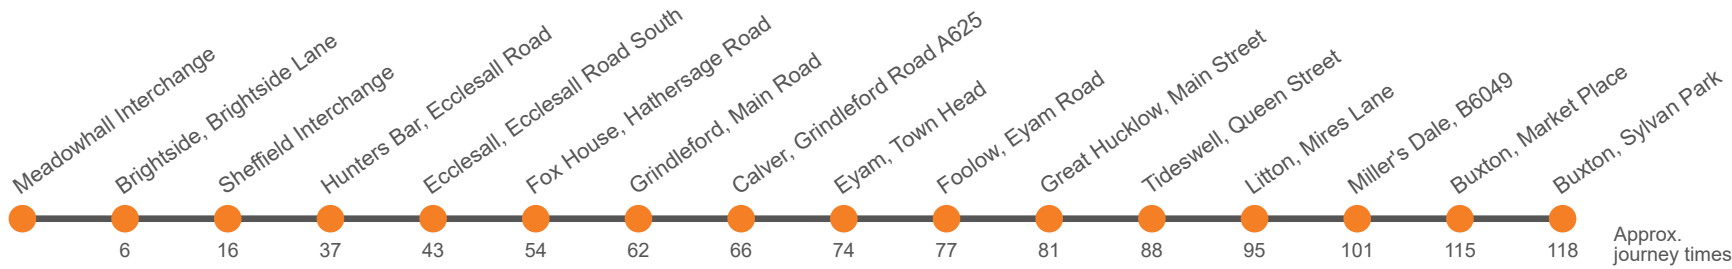 Meadowhall Interchange
Brightside, Brightside Lane
Sheffield Interchange
Hunters Bar, Ecclesall Road
Ecclesall, Ecclesall Road South
Fox House, Hathersage Road
Grindleford, Main Road
Calver, Grindleford Road A625
Eyam, Town Head
Foolow, Eyam Road
Great Hucklow, Main Street
Tideswell, Queen Street
Litton, Mires Lane
Miller's Dale, B6049
Buxton, Market Place
Buxton, Sylvan Park
6 16 37 43 54 62 66 74 77 81 88 95 101 115 118
Approx.
journey times